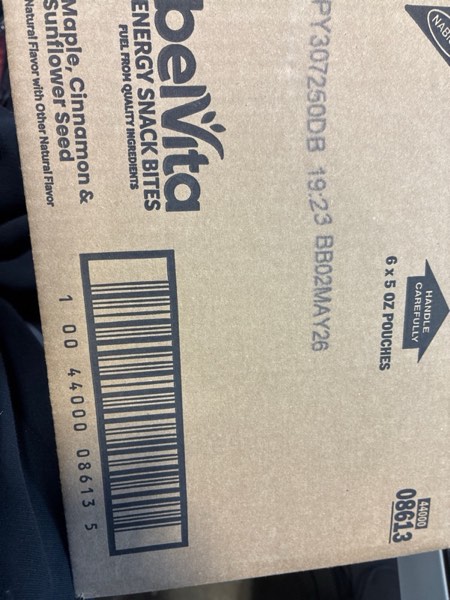 belVita
ENERGY SNACK BITES
FUEL FROM QUALITY INGREDIENTS
Maple, Cinnamon &
Sunflower Seed
Natural Flavor with Other Natural Flavor
PY307250DB 19:23 BB02MAY26
HANDLE
CAREFULLY
6 x 5 OZ POUCHES
1 00 44000 08613 5
44000
08613